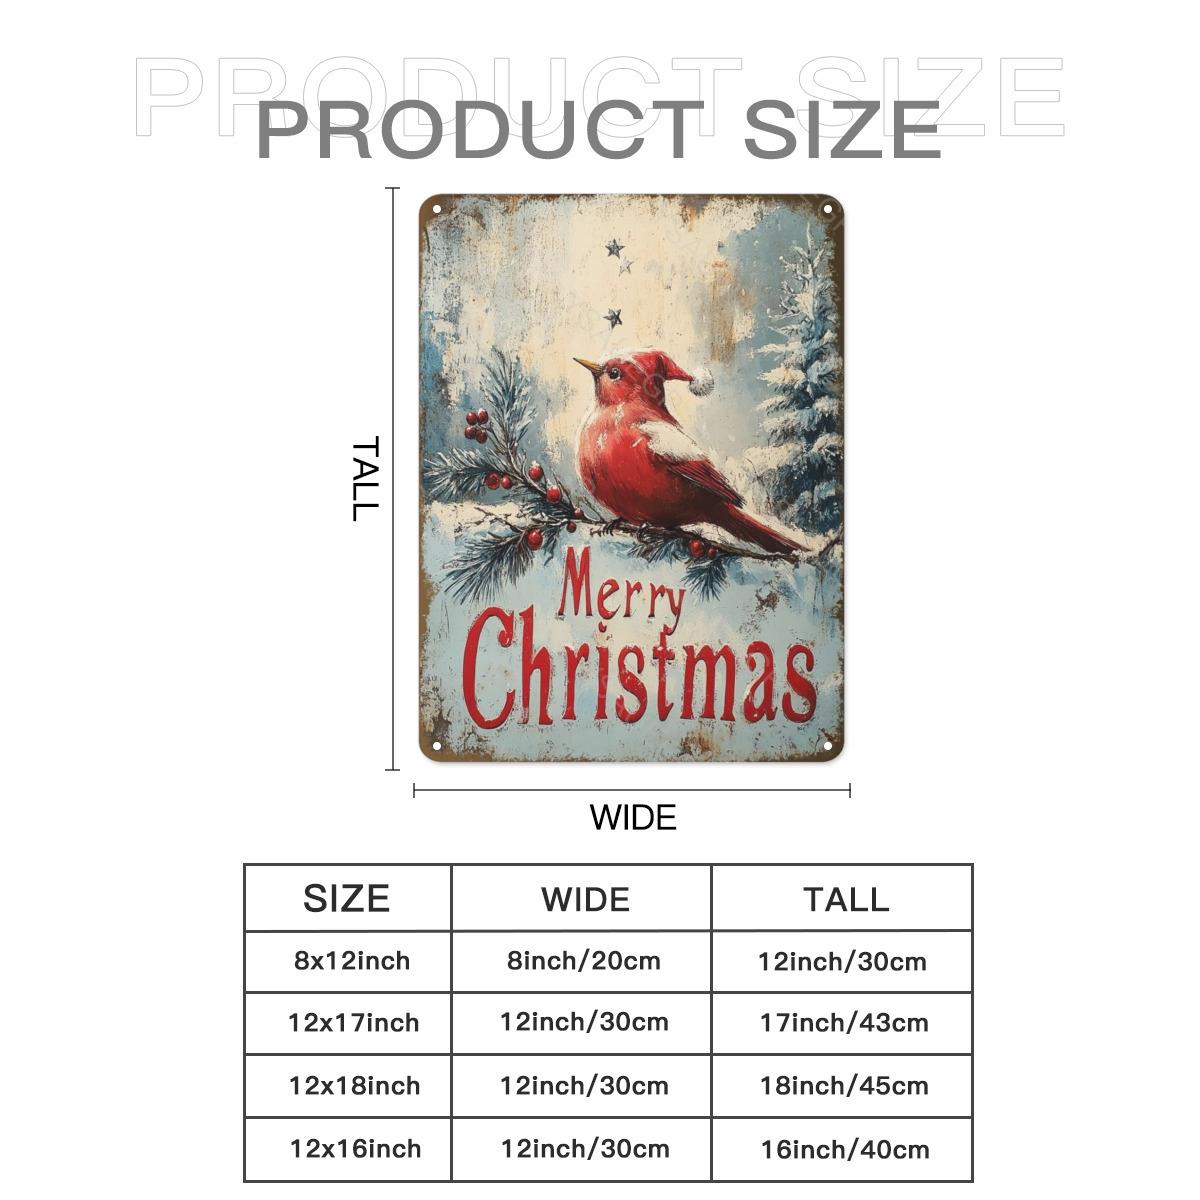 PRODUCT SIZE
PRODUCT SIZE
TALL
Merry
Christmas
WIDE
SIZE WIDE TALL
8x12inch 8inch/20cm 12inch/30cm
12x17inch 12inch/30cm 17inch/43cm
12x18inch 12inch/30cm 18inch/45cm
12x16inch 12inch/30cm 16inch/40cm